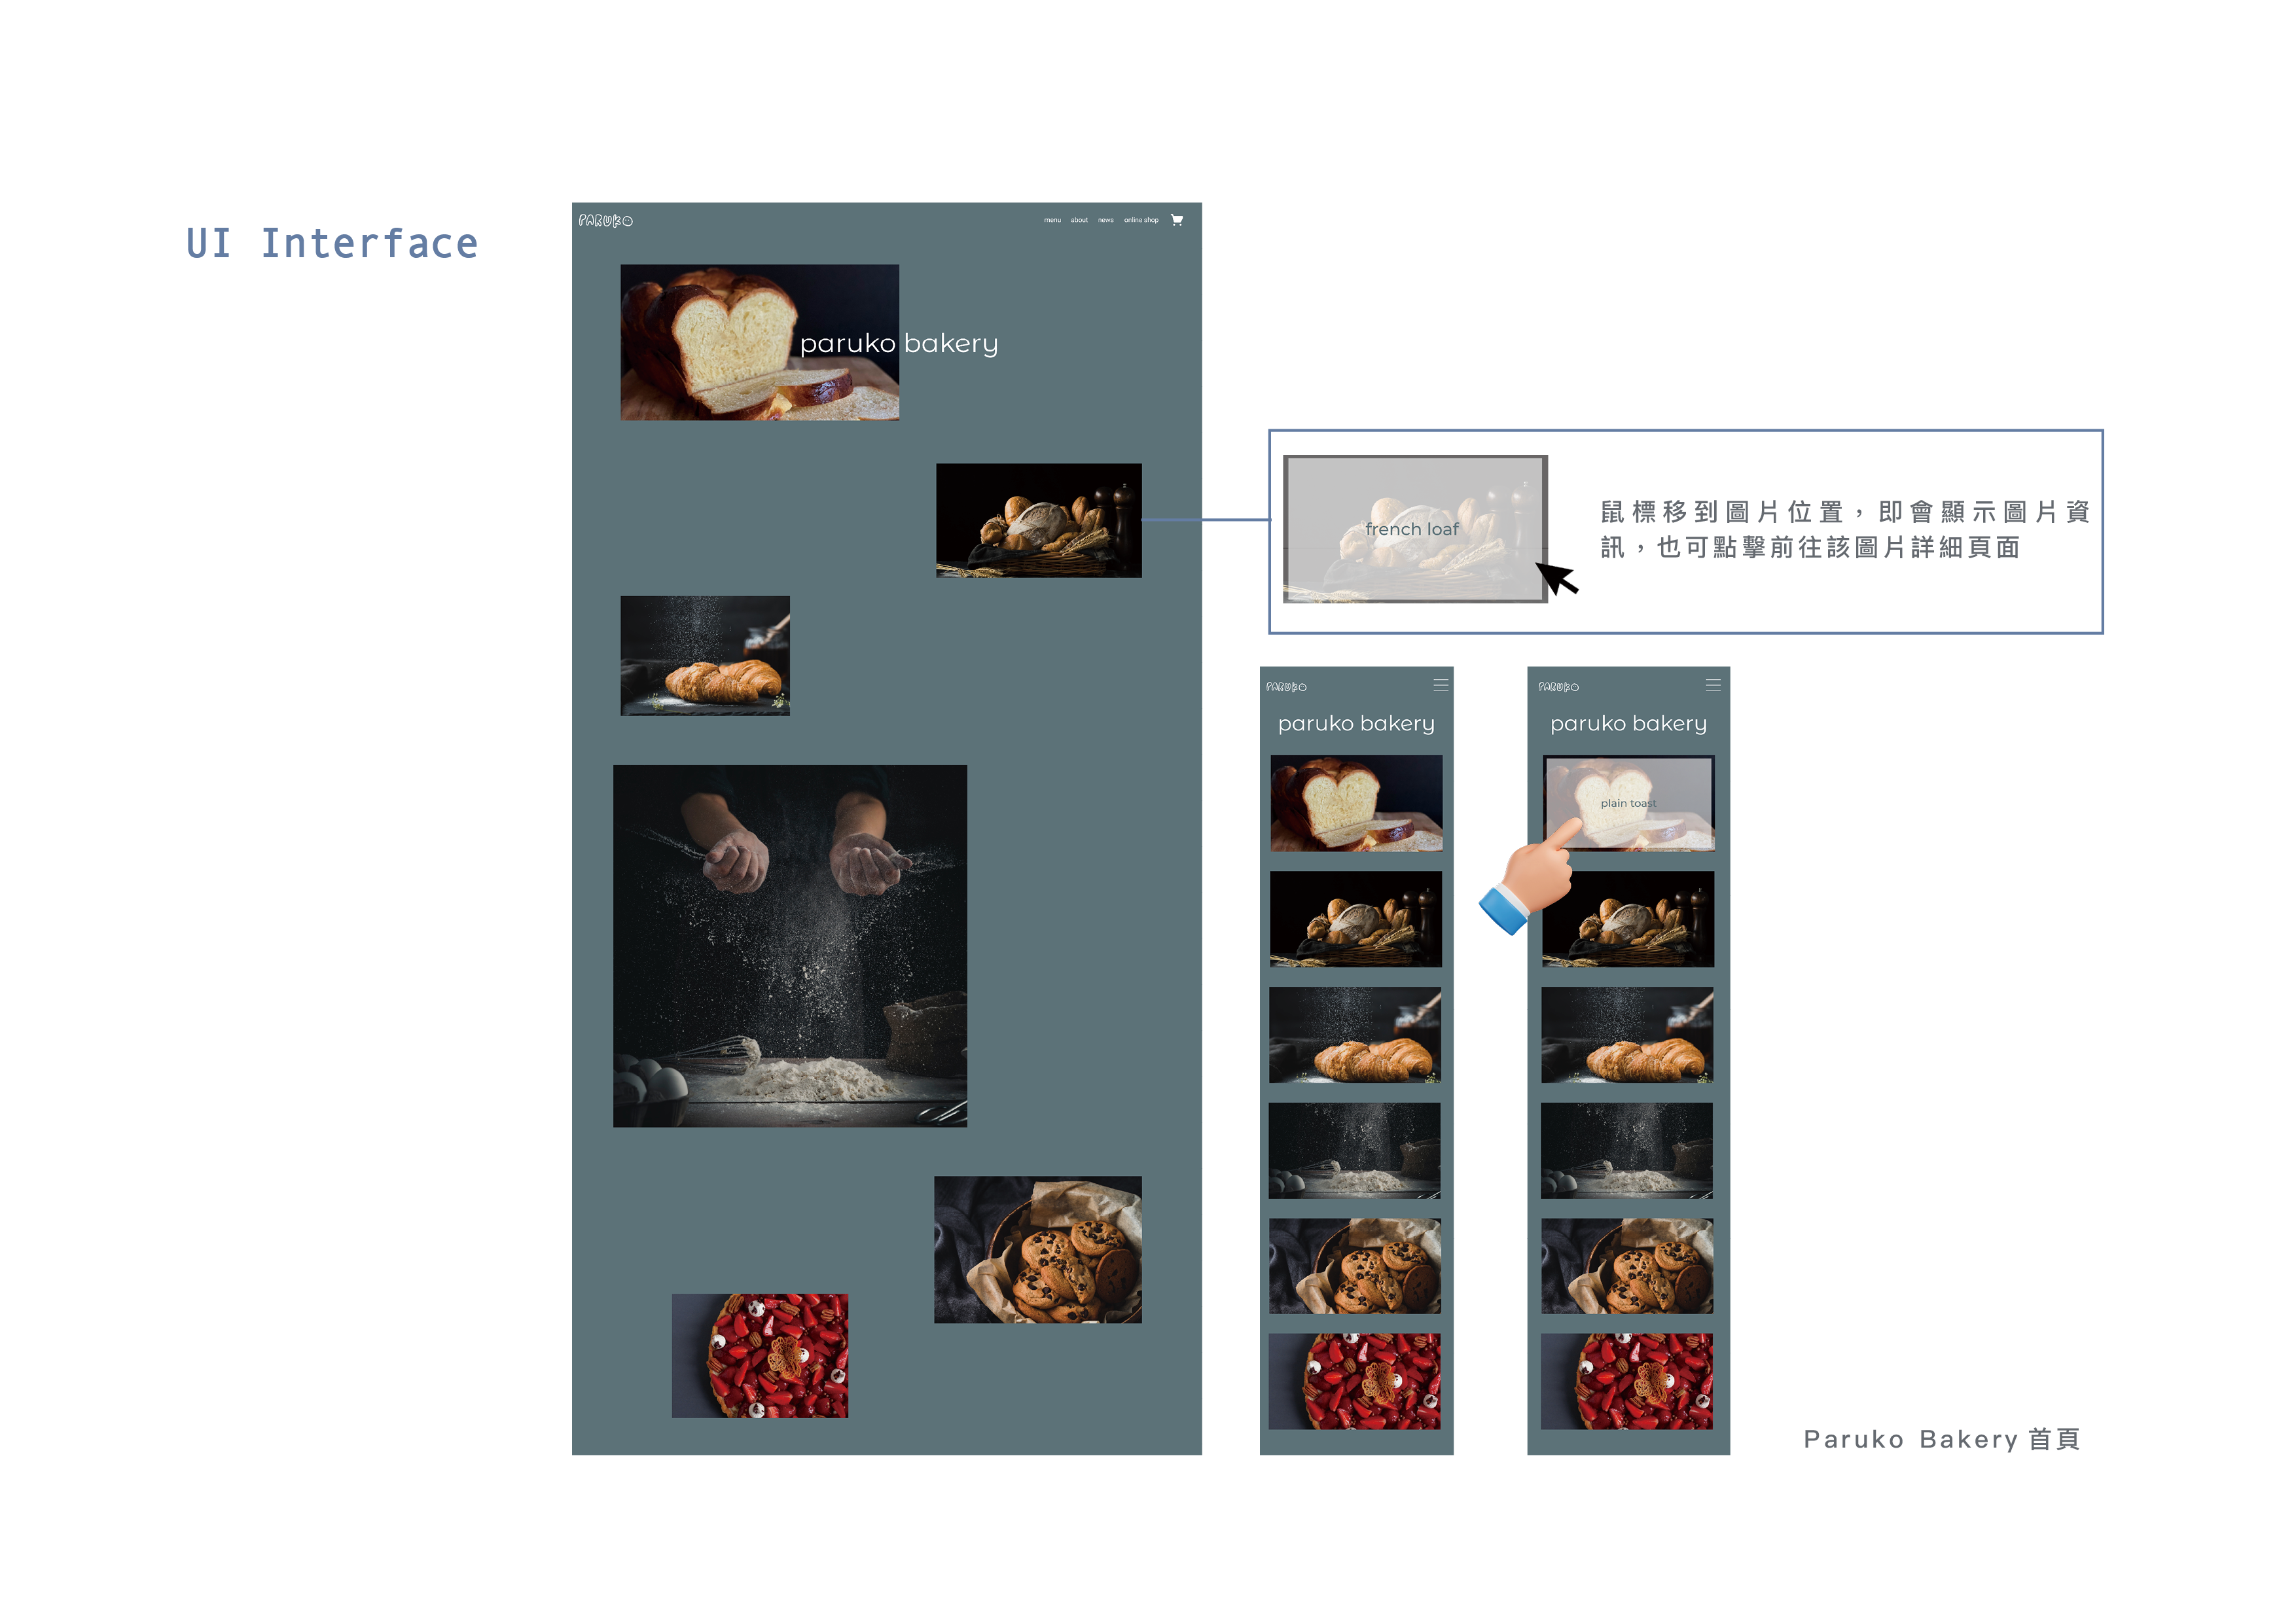 UI Interface
PARUKO
menu about news online shop
paruko bakery
french loaf
鼠標移到圖片位置，即會顯示圖片資
訊，也可點擊前往該圖片詳細頁面
PARUKO
paruko bakery
PARUKO
paruko bakery
plain toast
Paruko Bakery 首頁